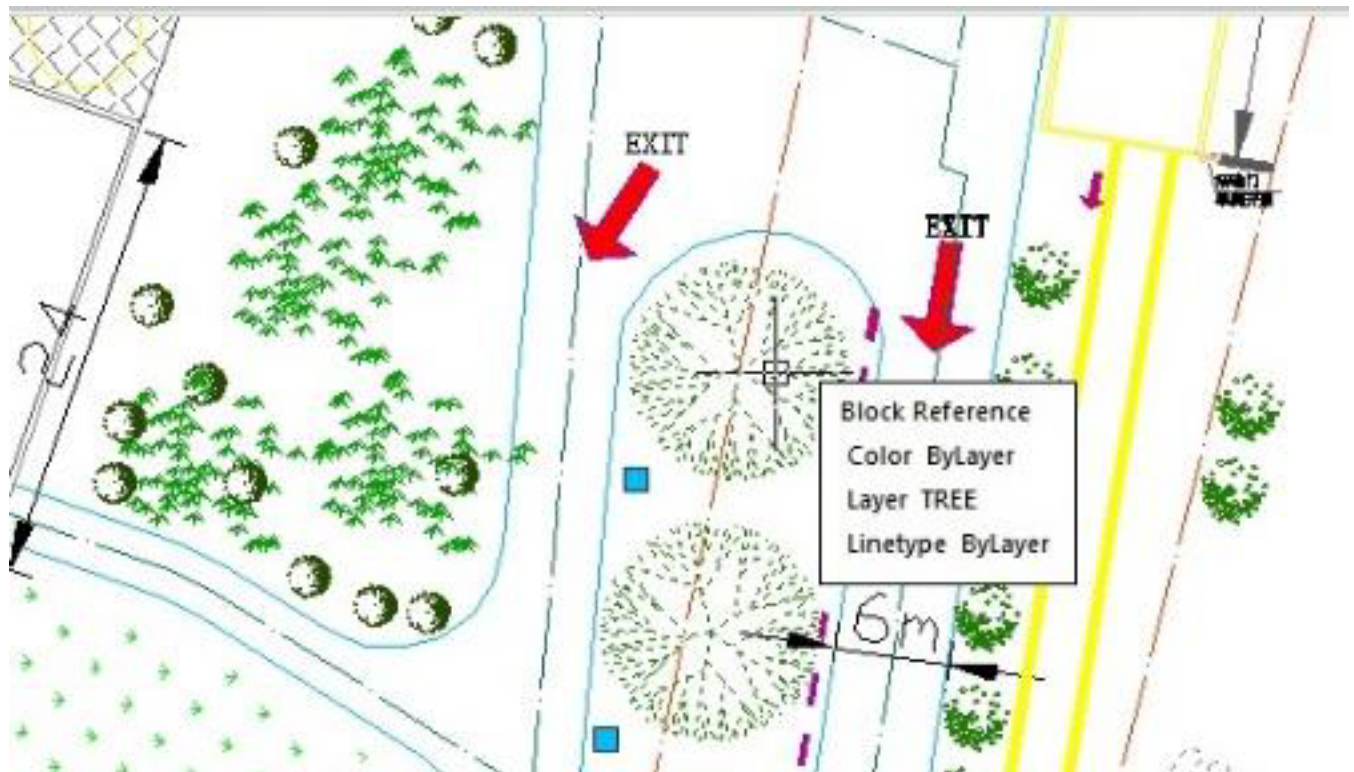 EXIT
EXIT
24
Block Reference
Color ByLayer
Layer TREE
Linetype ByLayer
6m